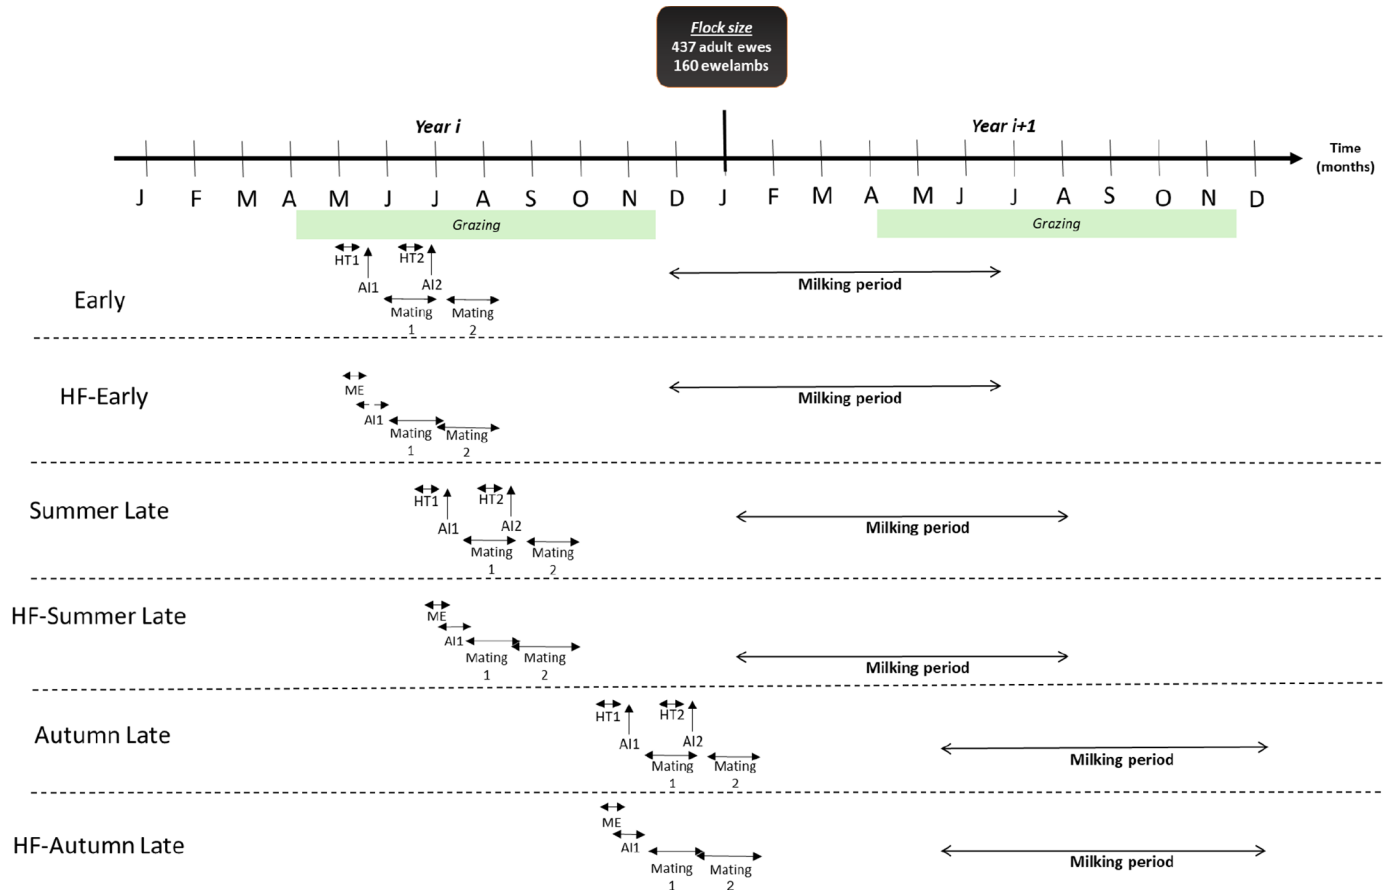 Flock size
437 adult ewes
160 ewelambs
Year i
Year i+1
Time
(months)
J F M A M J J A S O N D J F M A M J J A S O N D
Grazing
Grazing
Early
HT1
HT2
AI1
AI2
Mating
1
Mating
2
Milking period
HF-Early
ME
AI1
Mating
1
Mating
2
Milking period
Summer Late
HT1
HT2
AI1
AI2
Mating
1
Mating
2
Milking period
HF-Summer Late
ME
AI1
Mating
1
Mating
2
Milking period
Autumn Late
HT1
HT2
AI1
AI2
Mating
1
Mating
2
Milking period
HF-Autumn Late
ME
AI1
Mating
1
Mating
2
Milking period